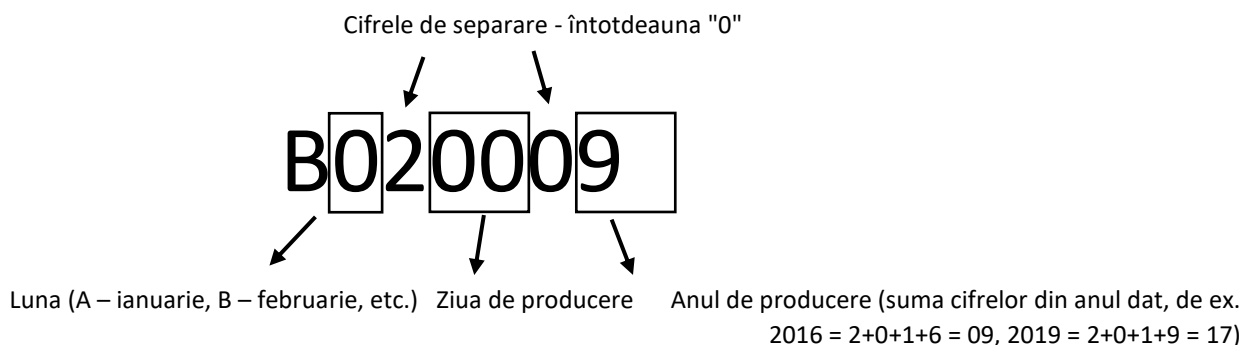 Cifrele de separare - întotdeauna "0"
B020009
Luna (A – ianuarie, B – februarie, etc.) Ziua de producere Anul de producere (suma cifrelor din anul dat, de ex.
2016 = 2+0+1+6 = 09, 2019 = 2+0+1+9 = 17)